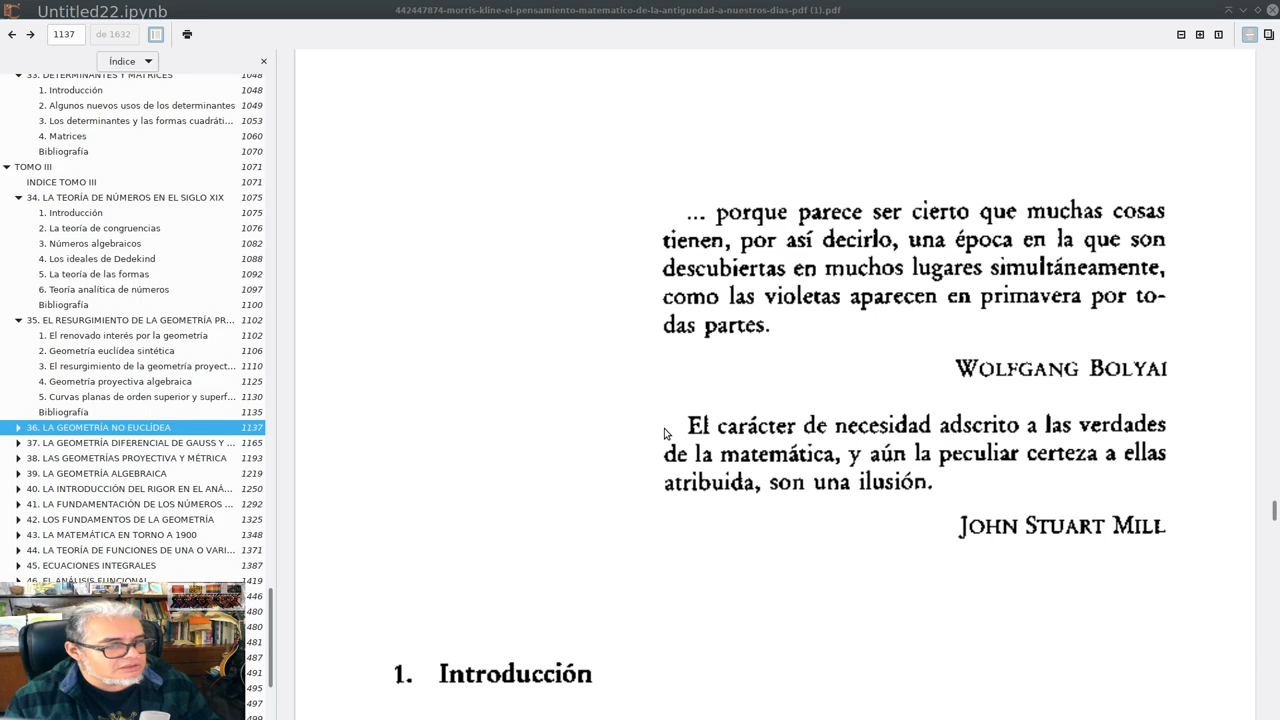 Untitled22.ipynb
442447874-morris-kline-el-pensamiento-matematico-de-la-antiguedad-a-nuestros-dias-pdf (1).pdf
1137 de 1632
Índice
33. DETERMINANTES Y MATRICES 1048
1. Introducción 1048
2. Algunos nuevos usos de los determinantes 1049
3. Los determinantes y las formas cuadráti... 1053
4. Matrices 1060
Bibliografía 1070
TOMO III 1071
INDICE TOMO III 1071
34. LA TEORÍA DE NÚMEROS EN EL SIGLO XIX 1075
1. Introducción 1075
2. La teoría de congruencias 1076
3. Números algebraicos 1082
4. Los ideales de Dedekind 1088
5. La teoría de las formas 1092
6. Teoría analítica de números 1097
Bibliografía 1100
35. EL RESURGIMIENTO DE LA GEOMETRÍA PR... 1102
1. El renovado interés por la geometría 1102
2. Geometría euclídea sintética 1106
3. El resurgimiento de la geometría proyect... 1110
4. Geometría proyectiva algebraica 1125
5. Curvas planas de orden superior y superf... 1130
Bibliografía 1135
36. LA GEOMETRÍA NO EUCLÍDEA 1137
37. LA GEOMETRÍA DIFERENCIAL DE GAUSS Y ... 1165
38. LAS GEOMETRÍAS PROYECTIVA Y MÉTRICA 1193
39. LA GEOMETRÍA ALGEBRAICA 1219
40. LA INTRODUCCIÓN DEL RIGOR EN EL ANÁ... 1250
41. LA FUNDAMENTACIÓN DE LOS NÚMEROS ... 1292
42. LOS FUNDAMENTOS DE LA GEOMETRÍA 1325
43. LA MATEMÁTICA EN TORNO A 1900 1348
44. LA TEORÍA DE FUNCIONES DE UNA O VARI... 1371
45. ECUACIONES INTEGRALES 1387
46. EL ANÁLISIS FUNCIONAL 1419
446
480
480
481
487
491
495
497
499
... porque parece ser cierto que muchas cosas
tienen, por así decirlo, una época en la que son
descubiertas en muchos lugares simultáneamente,
como las violetas aparecen en primavera por to-
das partes.
WOLFGANG BOLYAI
El carácter de necesidad adscrito a las verdades
de la matemática, y aún la peculiar certeza a ellas
atribuida, son una ilusión.
JOHN STUART MILL
1. Introducción